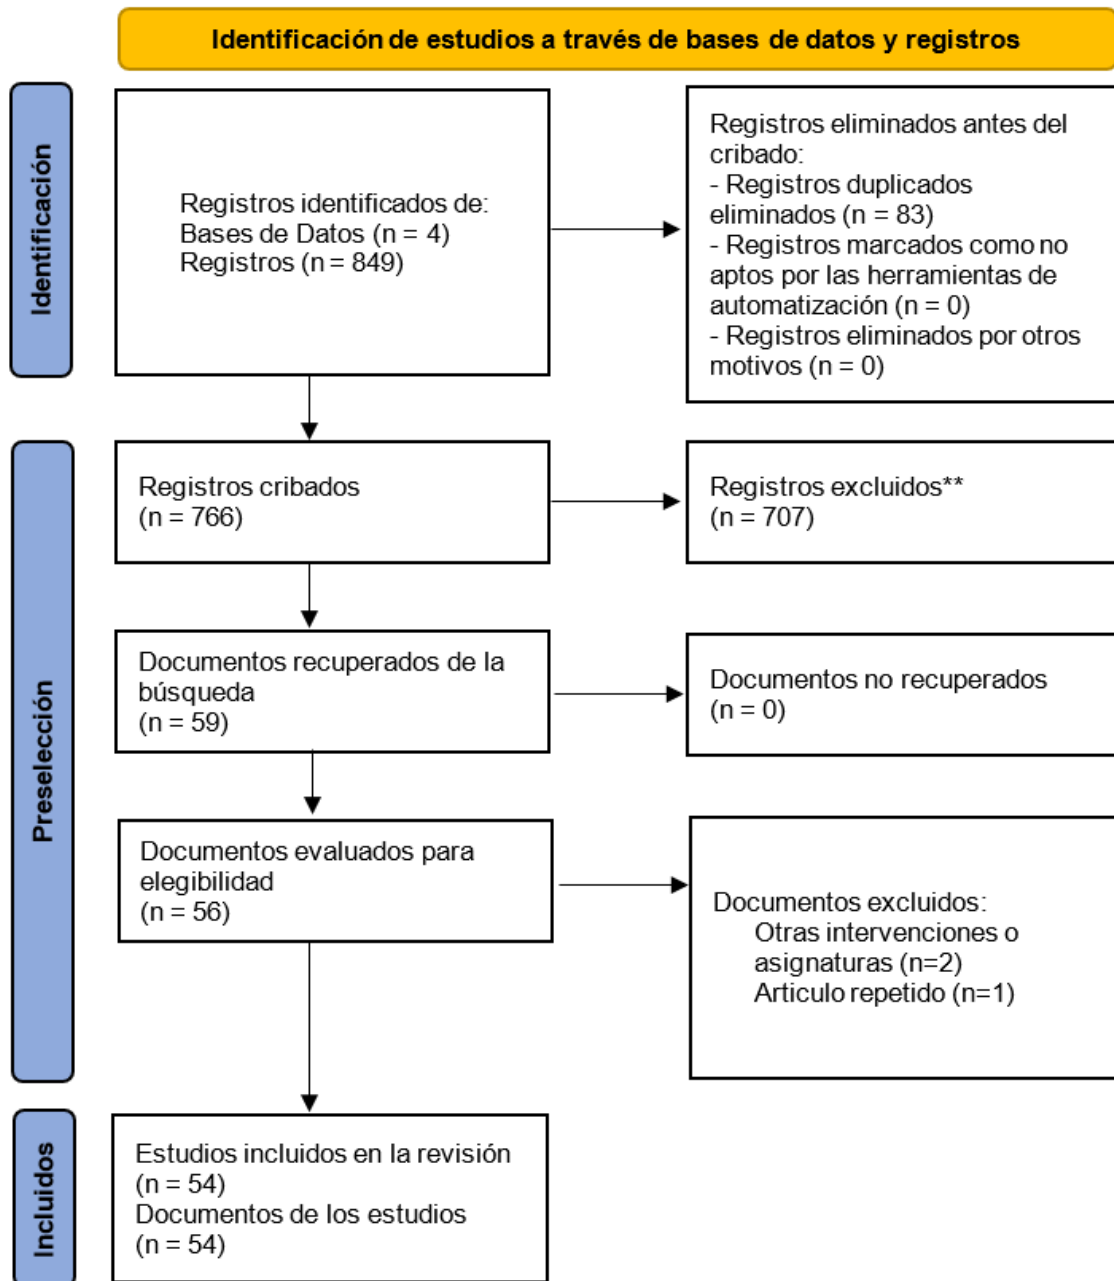 Identificación de estudios a través de bases de datos y registros
Identificación
Registros identificados de:
Bases de Datos (n = 4)
Registros (n = 849)
Registros eliminados antes del
cribado:
- Registros duplicados
eliminados (n = 83)
- Registros marcados como no
aptos por las herramientas de
automatización (n = 0)
- Registros eliminados por otros
motivos (n = 0)
Preselección
Registros cribados
(n = 766)
Registros excluidos**
(n = 707)
Documentos recuperados de la
búsqueda
(n = 59)
Documentos no recuperados
(n = 0)
Documentos evaluados para
elegibilidad
(n = 56)
Documentos excluidos:
Otras intervenciones o
asignaturas (n=2)
Articulo repetido (n=1)
Incluidos
Estudios incluidos en la revisión
(n = 54)
Documentos de los estudios
(n = 54)